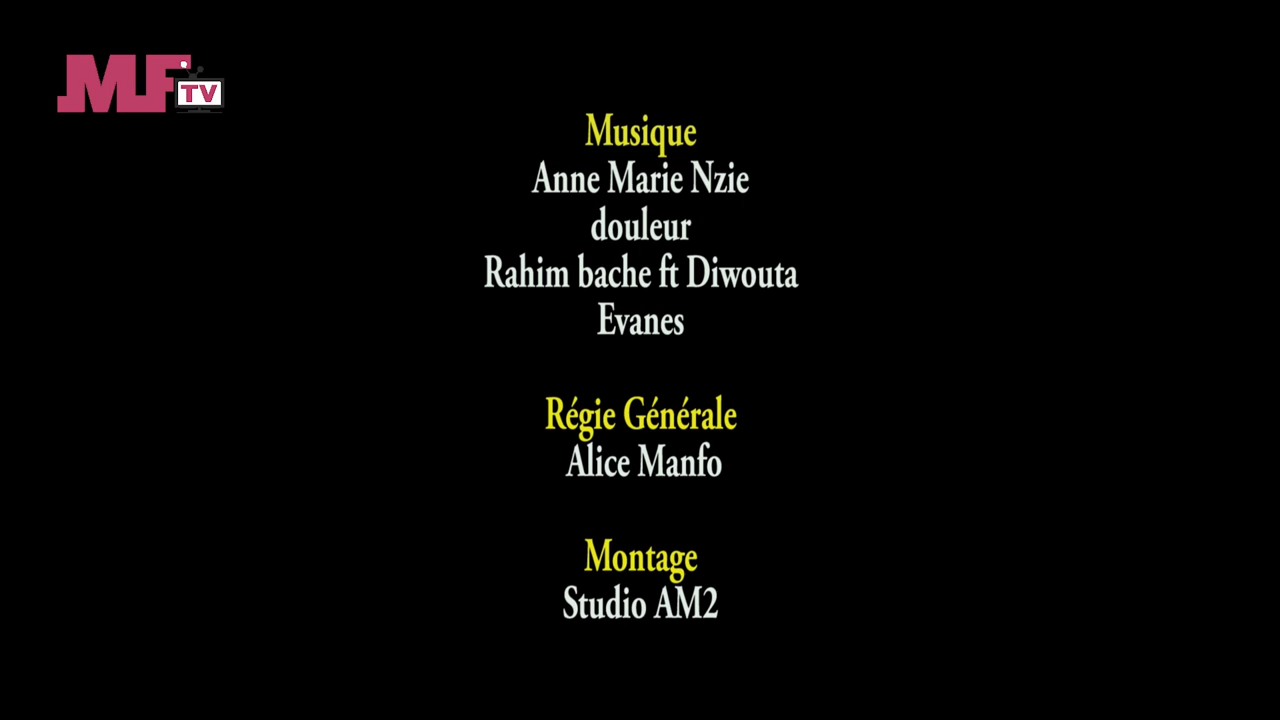 MF TV
Musique
Anne Marie Nzie
douleur
Rahim bache ft Diwouta
Evanes
Régie Générale
Alice Manfo
Montage
Studio AM2